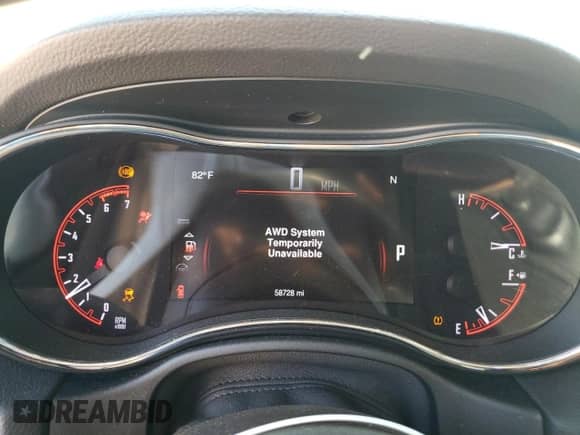 82°F
0
MPH
N
ABS
7
6
5
4
3
2
1
0
RPM
x1000
AWD System
Temporarily
Unavailable
P
58728 mi
H
C
F
E
DREAMBID